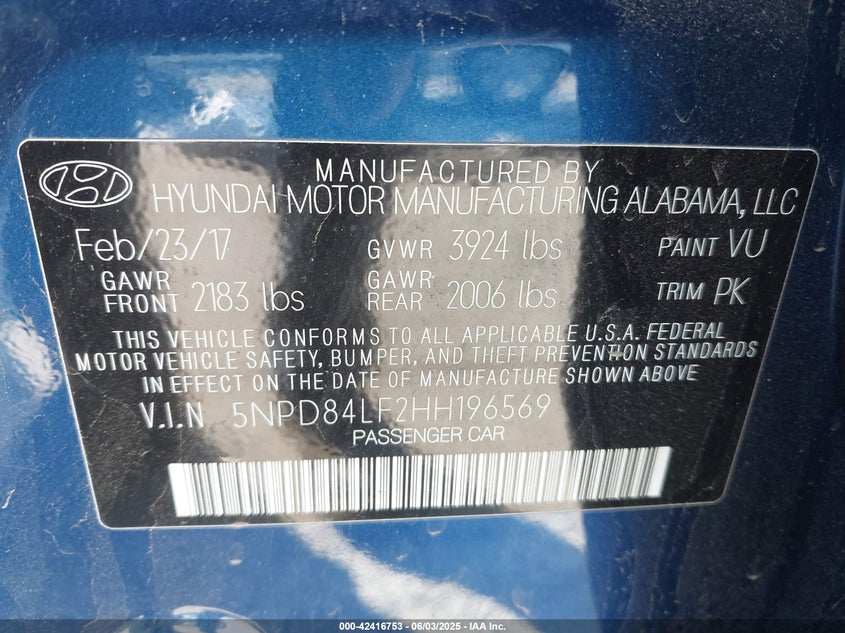 MANUFACTURED BY
HYUNDAI MOTOR MANUFACTURING ALABAMA, LLC
Feb/23/17 GVWR 3924 lbs PAINT VU
GAWR FRONT 2183 lbs GAWR REAR 2006 lbs TRIM PK
THIS VEHICLE CONFORMS TO ALL APPLICABLE U.S.A. FEDERAL
MOTOR VEHICLE SAFETY, BUMPER, AND THEFT PREVENTION STANDARDS
IN EFFECT ON THE DATE OF MANUFACTURE SHOWN ABOVE
V.I.N 5NPD84LF2HH196569
PASSENGER CAR
000-42416753 - 06/03/2025 - IAA Inc.